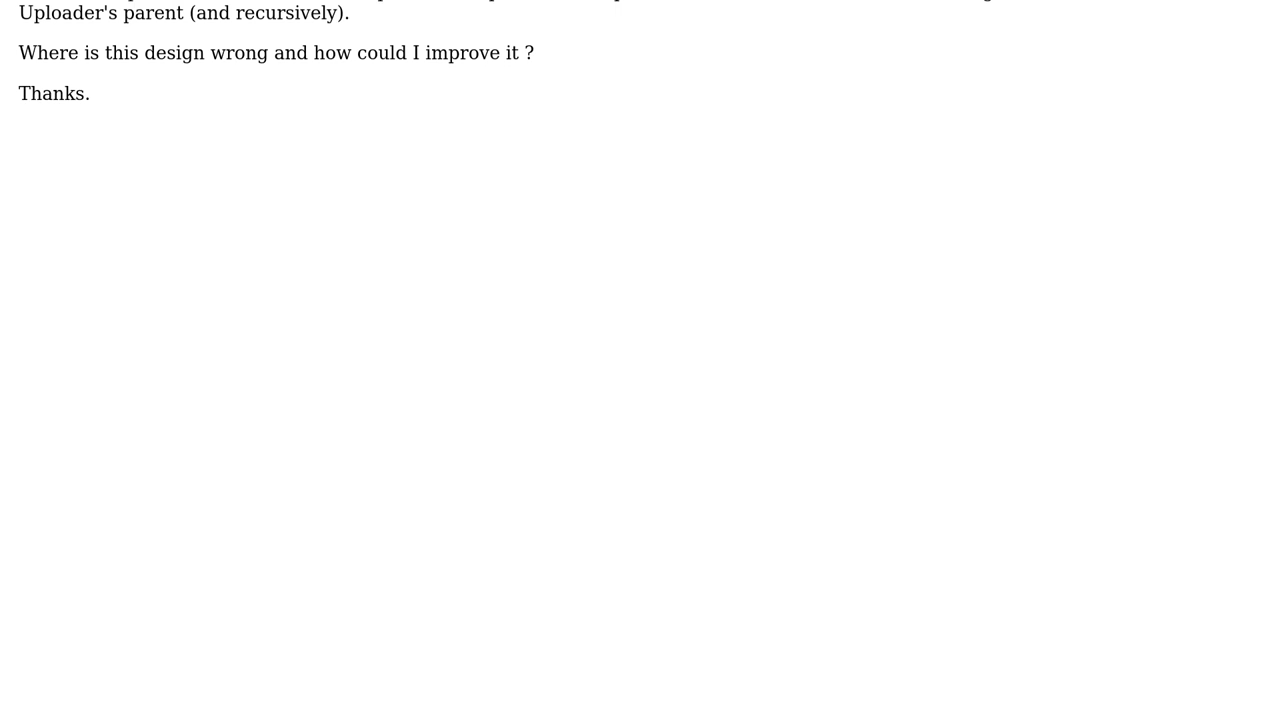 Uploader's parent (and recursively).
Where is this design wrong and how could I improve it ?
Thanks.